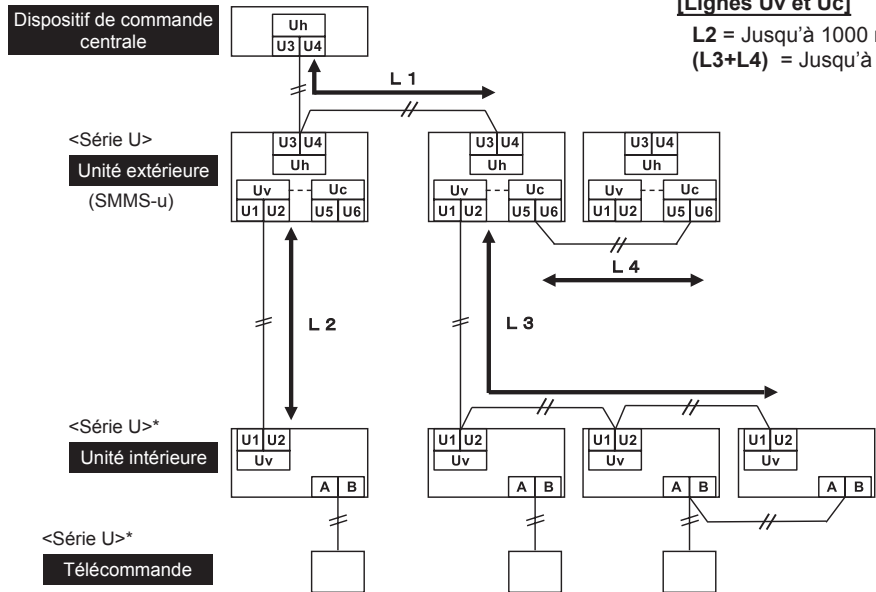 Dispositif de commande
centrale
Uh
U3 U4
[Lignes Uv et Uc]
L2 = Jusqu'à 1000
(L3+L4) = Jusqu'à
L 1
<Série U>
Unité extérieure
(SMMS-u)
U3 U4
Uh
Uv Uc
U1 U2 U5 U6
U3 U4
Uh
Uv Uc
U1 U2 U5 U6
U3 U4
Uh
Uv Uc
U1 U2 U5 U6
L 4
L 2
L 3
<Série U>*
Unité intérieure
U1 U2
Uv
A B
U1 U2
Uv
A B
U1 U2
Uv
A B
U1 U2
Uv
A B
<Série U>*
Télécommande